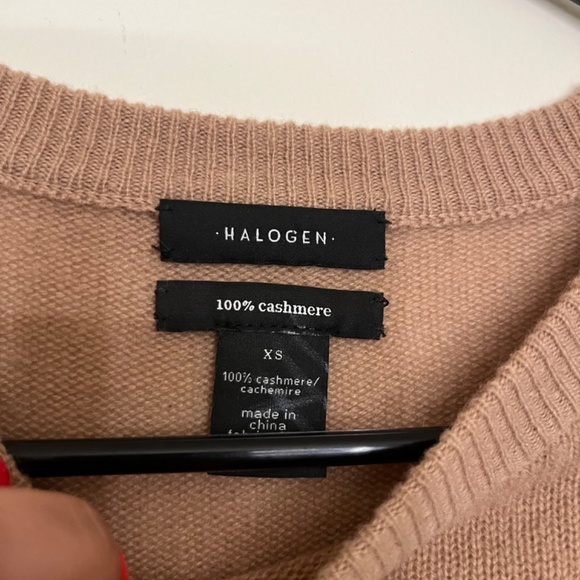 ·HALOGEN·
100% cashmere
XS
100% cashmere/
cachemire
made in
china